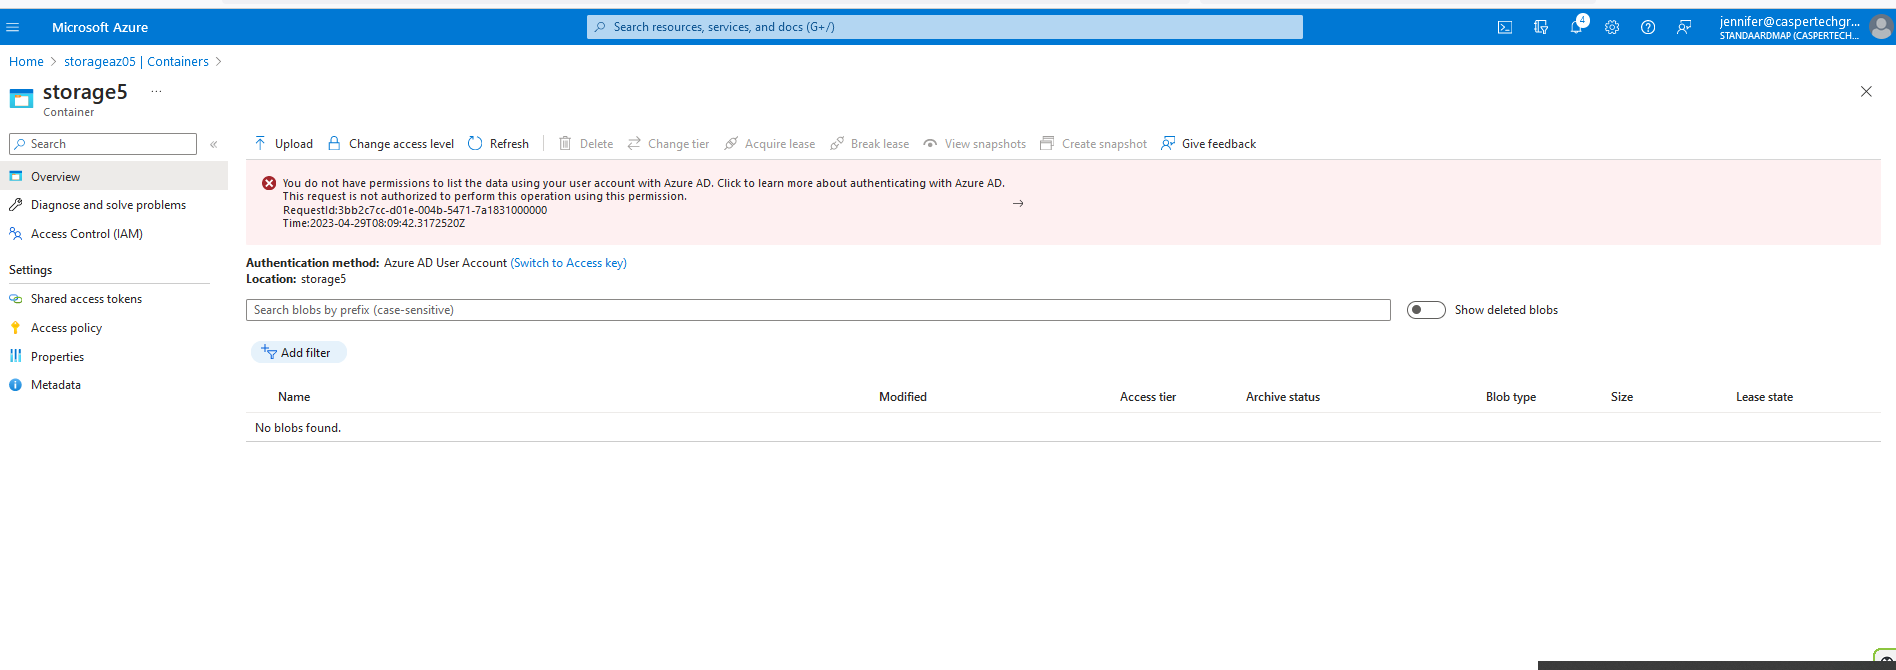 Microsoft Azure
Search resources, services, and docs (G+/)
4
jennifer@caspertechgr...
STANDAARDMAP (CASPERTECH...
Home > storageaz05 | Containers >
storage5 ...
Container
Search «
Upload Change access level Refresh Delete Change tier Acquire lease Break lease View snapshots Create snapshot Give feedback
Overview
Diagnose and solve problems
Access Control (IAM)
Settings
Shared access tokens
Access policy
Properties
Metadata
You do not have permissions to list the data using your user account with Azure AD. Click to learn more about authenticating with Azure AD.
This request is not authorized to perform this operation using this permission.
RequestId:3bb2c7cc-d01e-004b-5471-7a1831000000
Time:2023-04-29T08:09:42.3172520Z
Authentication method: Azure AD User Account (Switch to Access key)
Location: storage5
Search blobs by prefix (case-sensitive)
Show deleted blobs
Add filter
Name Modified Access tier Archive status Blob type Size Lease state
No blobs found.